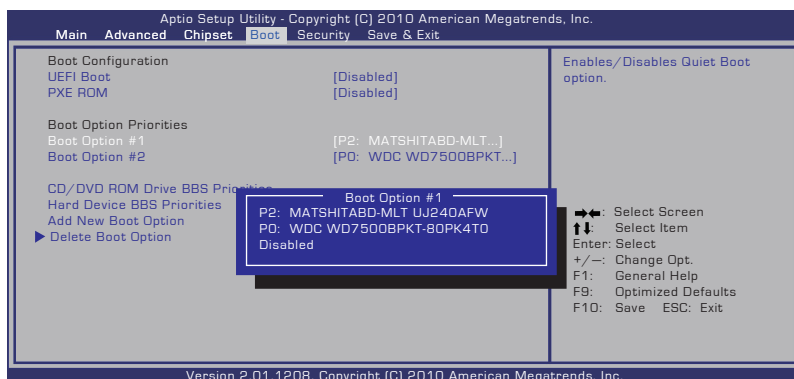 Aptio Setup Utility - Copyright (C) 2010 American Megatrends, Inc.
Main Advanced Chipset Boot Security Save & Exit
Boot Configuration
UEFI Boot [Disabled]
PXE ROM [Disabled]
Boot Option Priorities
Boot Option #1 [P2: MATSHITABD-MLT...]
Boot Option #2 [P0: WDC WD7500BPKT...]
CD/DVD ROM Drive BBS Priorities
Hard Device BBS Priorities
Add New Boot Option
Delete Boot Option
Boot Option #1
P2: MATSHITABD-MLT UJ240AFW
P0: WDC WD7500BPKT-80PK4T0
Disabled
Enables/Disables Quiet Boot
option.
→←: Select Screen
↑↓: Select Item
Enter: Select
+/—: Change Opt.
F1: General Help
F9: Optimized Defaults
F10: Save ESC: Exit
Version 2.01.1208. Copyright (C) 2010 American Megatrends, Inc.